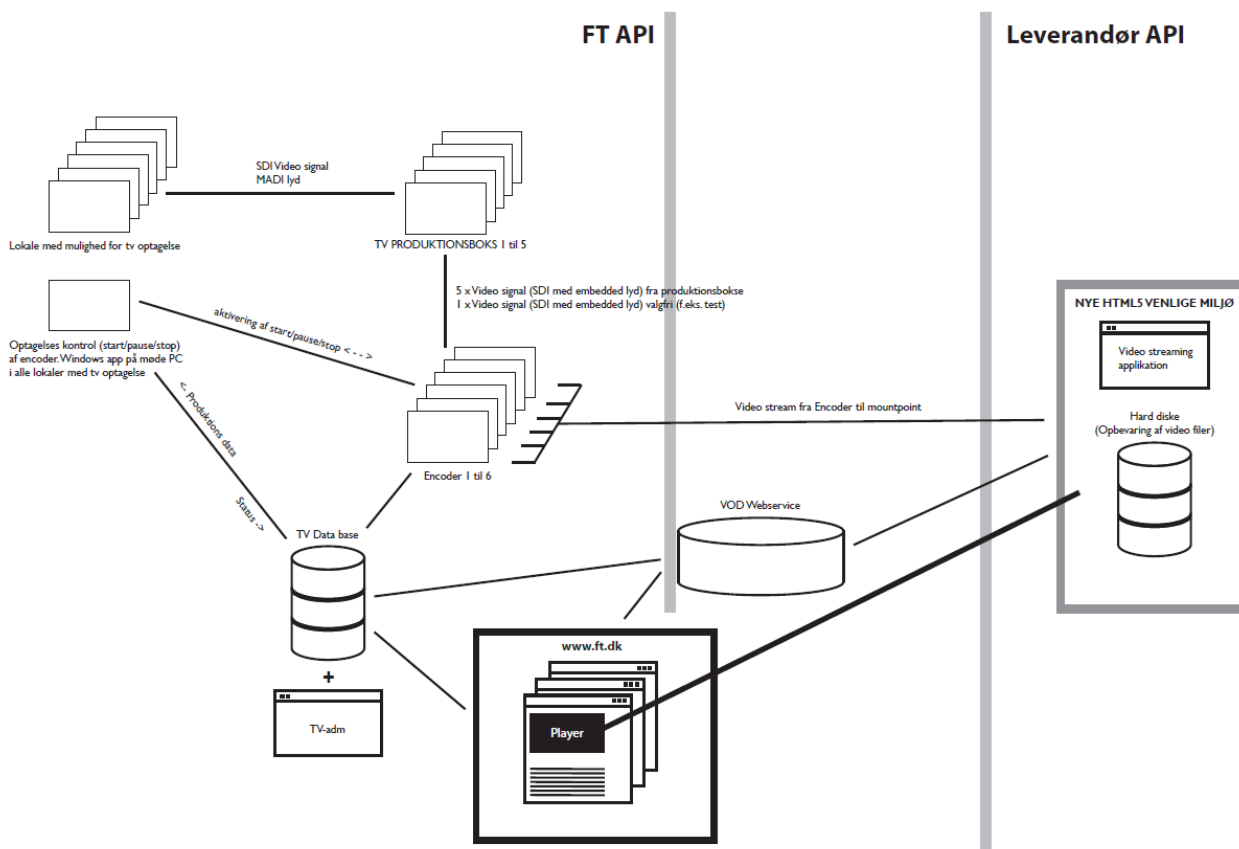 FT API
Leverandør API
SDI Video signal
MADI lyd
Lokale med mulighed for tv optagelse
TV PRODUKTIONSBOKS 1 til 5
5 x Video signal (SDI med embedded lyd) fra produktionsbokse
1 x Video signal (SDI med embedded lyd) valgfri (f.eks. test)
aktivering af start/pause/stop < - - >
Optagelses kontrol (start/pause/stop)
af encoder. Windows app på møde PC
i alle lokaler med tv optagelse
<- Produktions data
Status ->
Encoder 1 til 6
Video stream fra Encoder til mountpoint
NYE HTML5 VENLIGE MILJØ
Video streaming
applikation
Hard diske
(Opbevaring af video filer)
VOD Webservice
TV Data base
+
TV-adm
www.ft.dk
Player